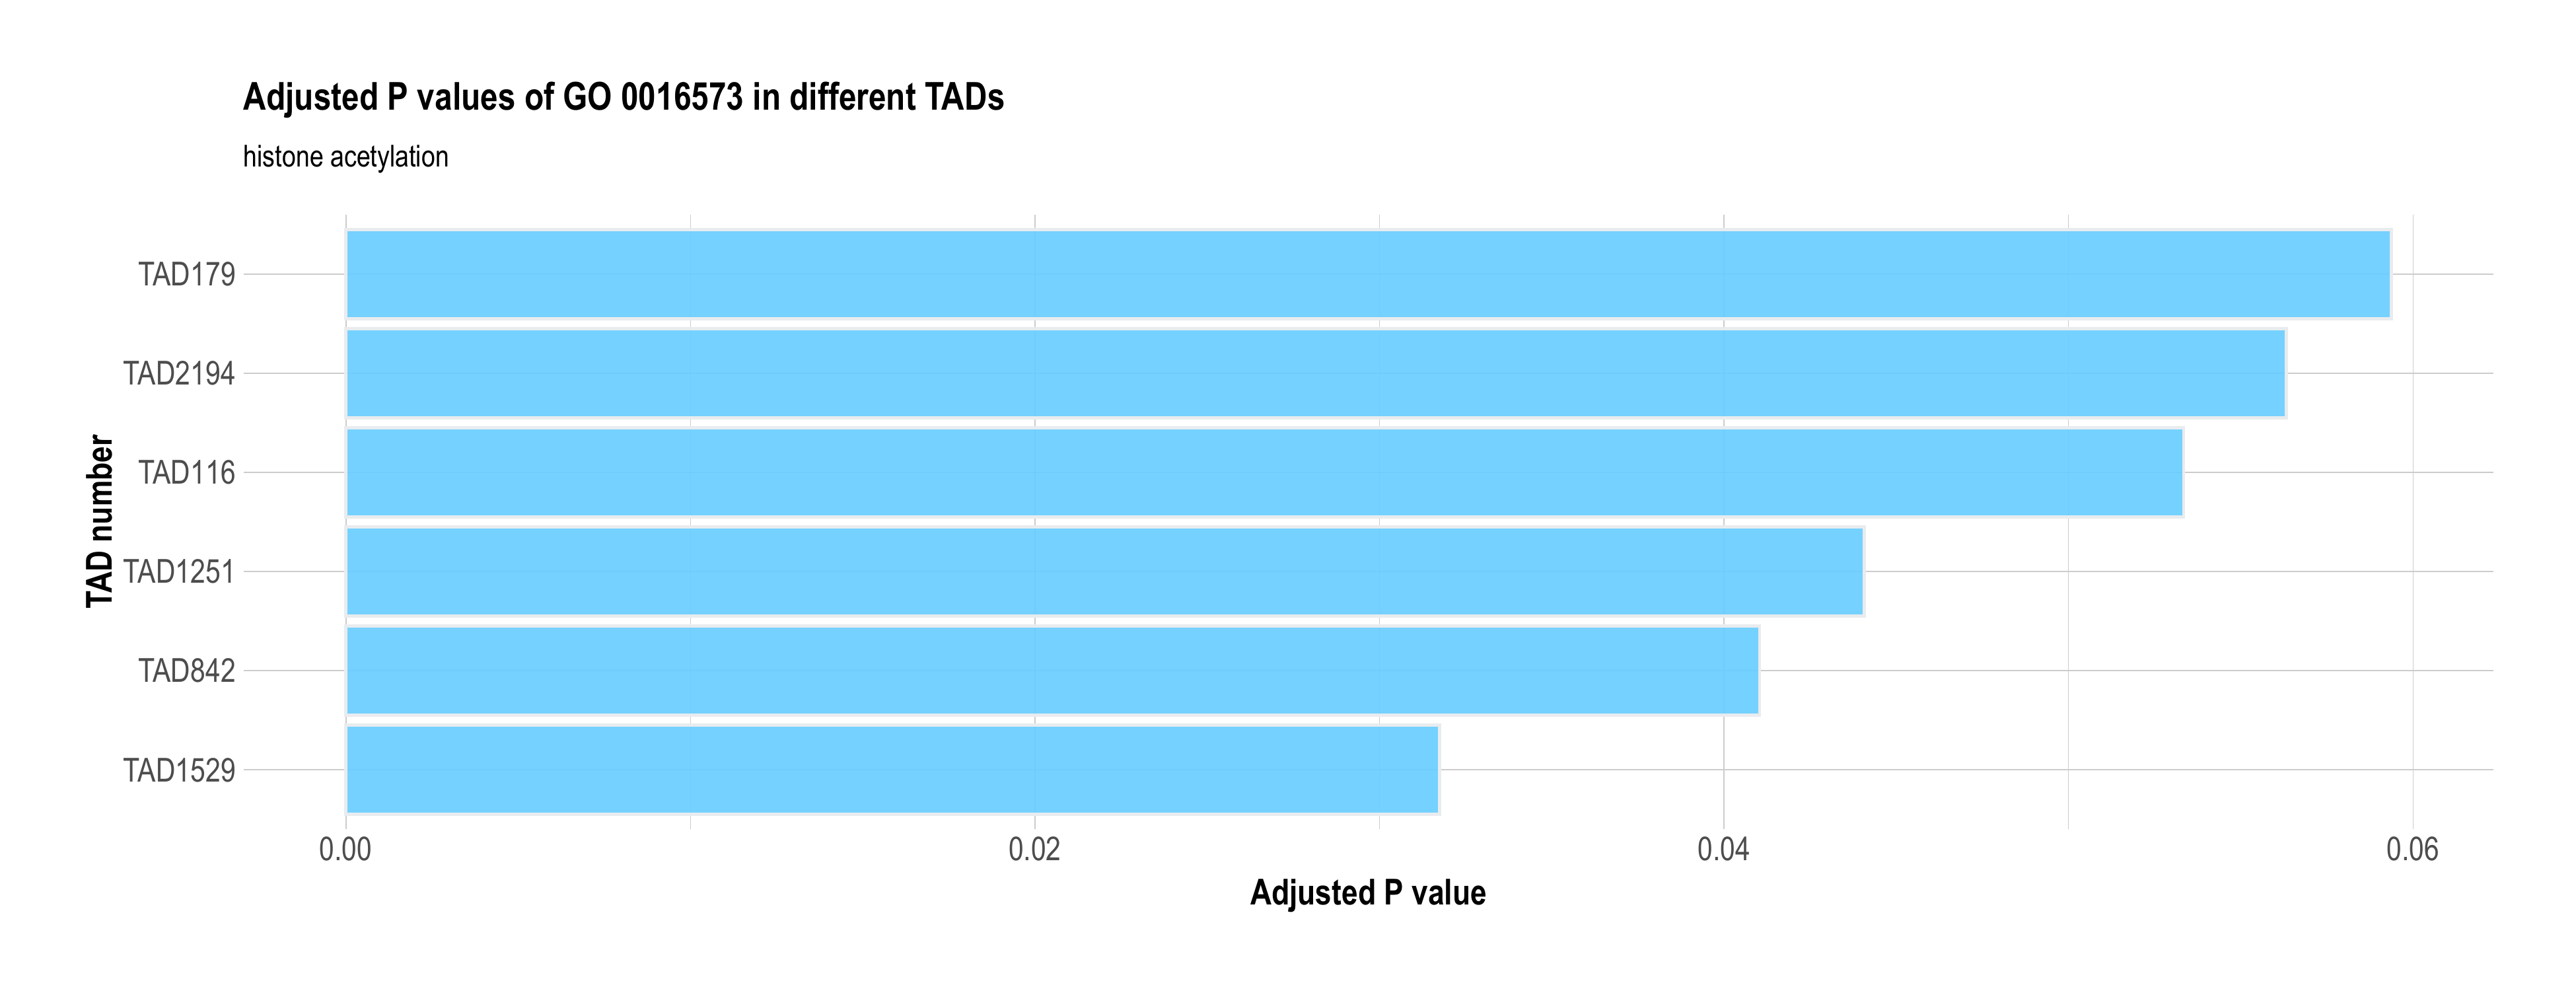 Adjusted P values of GO 0016573 in different TADs
histone acetylation
TAD number
TAD179
TAD2194
TAD116
TAD1251
TAD842
TAD1529
0.00 0.02 0.04 0.06
Adjusted P value